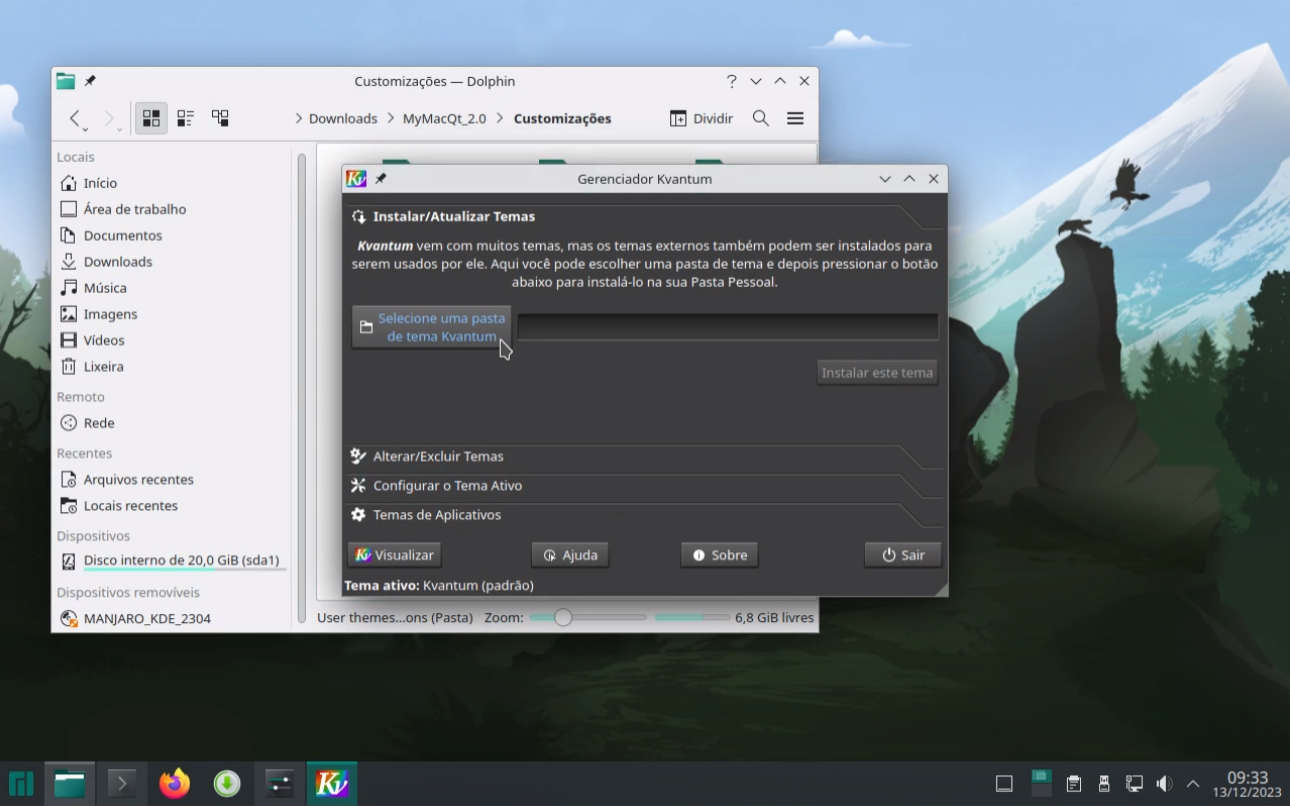 Customizações — Dolphin
Downloads > MyMacQt_2.0 > Customizações
Dividir
Locais
Início
Área de trabalho
Documentos
Downloads
Música
Imagens
Vídeos
Lixeira
Remoto
Rede
Recentes
Arquivos recentes
Locais recentes
Dispositivos
Disco interno de 20,0 GiB (sda1)
Dispositivos removíveis
MANJARO_KDE_2304
Gerenciador Kvantum
Instalar/Atualizar Temas
Kvantum vem com muitos temas, mas os temas externos também podem ser instalados para
serem usados por ele. Aqui você pode escolher uma pasta de tema e depois pressionar o botão
abaixo para instalá-lo na sua Pasta Pessoal.
Selecione uma pasta
de tema Kvantum
Instalar este tema
Alterar/Excluir Temas
Configurar o Tema Ativo
Temas de Aplicativos
Visualizar
Ajuda
Sobre
Sair
Tema ativo: Kvantum (padrão)
User themes...ons (Pasta)
Zoom:
6,8 GiB livres
09:33
13/12/2023